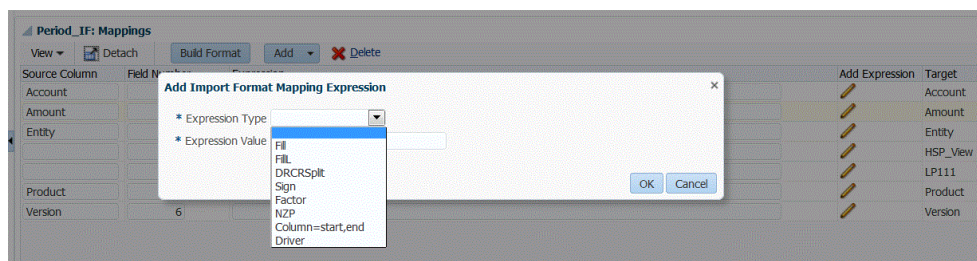 Period_IF: Mappings
View Detach Build Format Add Delete
Source Column Field Number Expression Add Expression Target
Add Import Format Mapping Expression ×
Account Account
* Expression Type
Amount Amount
* Expression Value
Entity Entity
Fill
FillL
HSP_View
DRCRSplit
LP111
Sign
OK Cancel
Product Product
Factor
Version 6 Version
NZP
Column=start,end
Driver